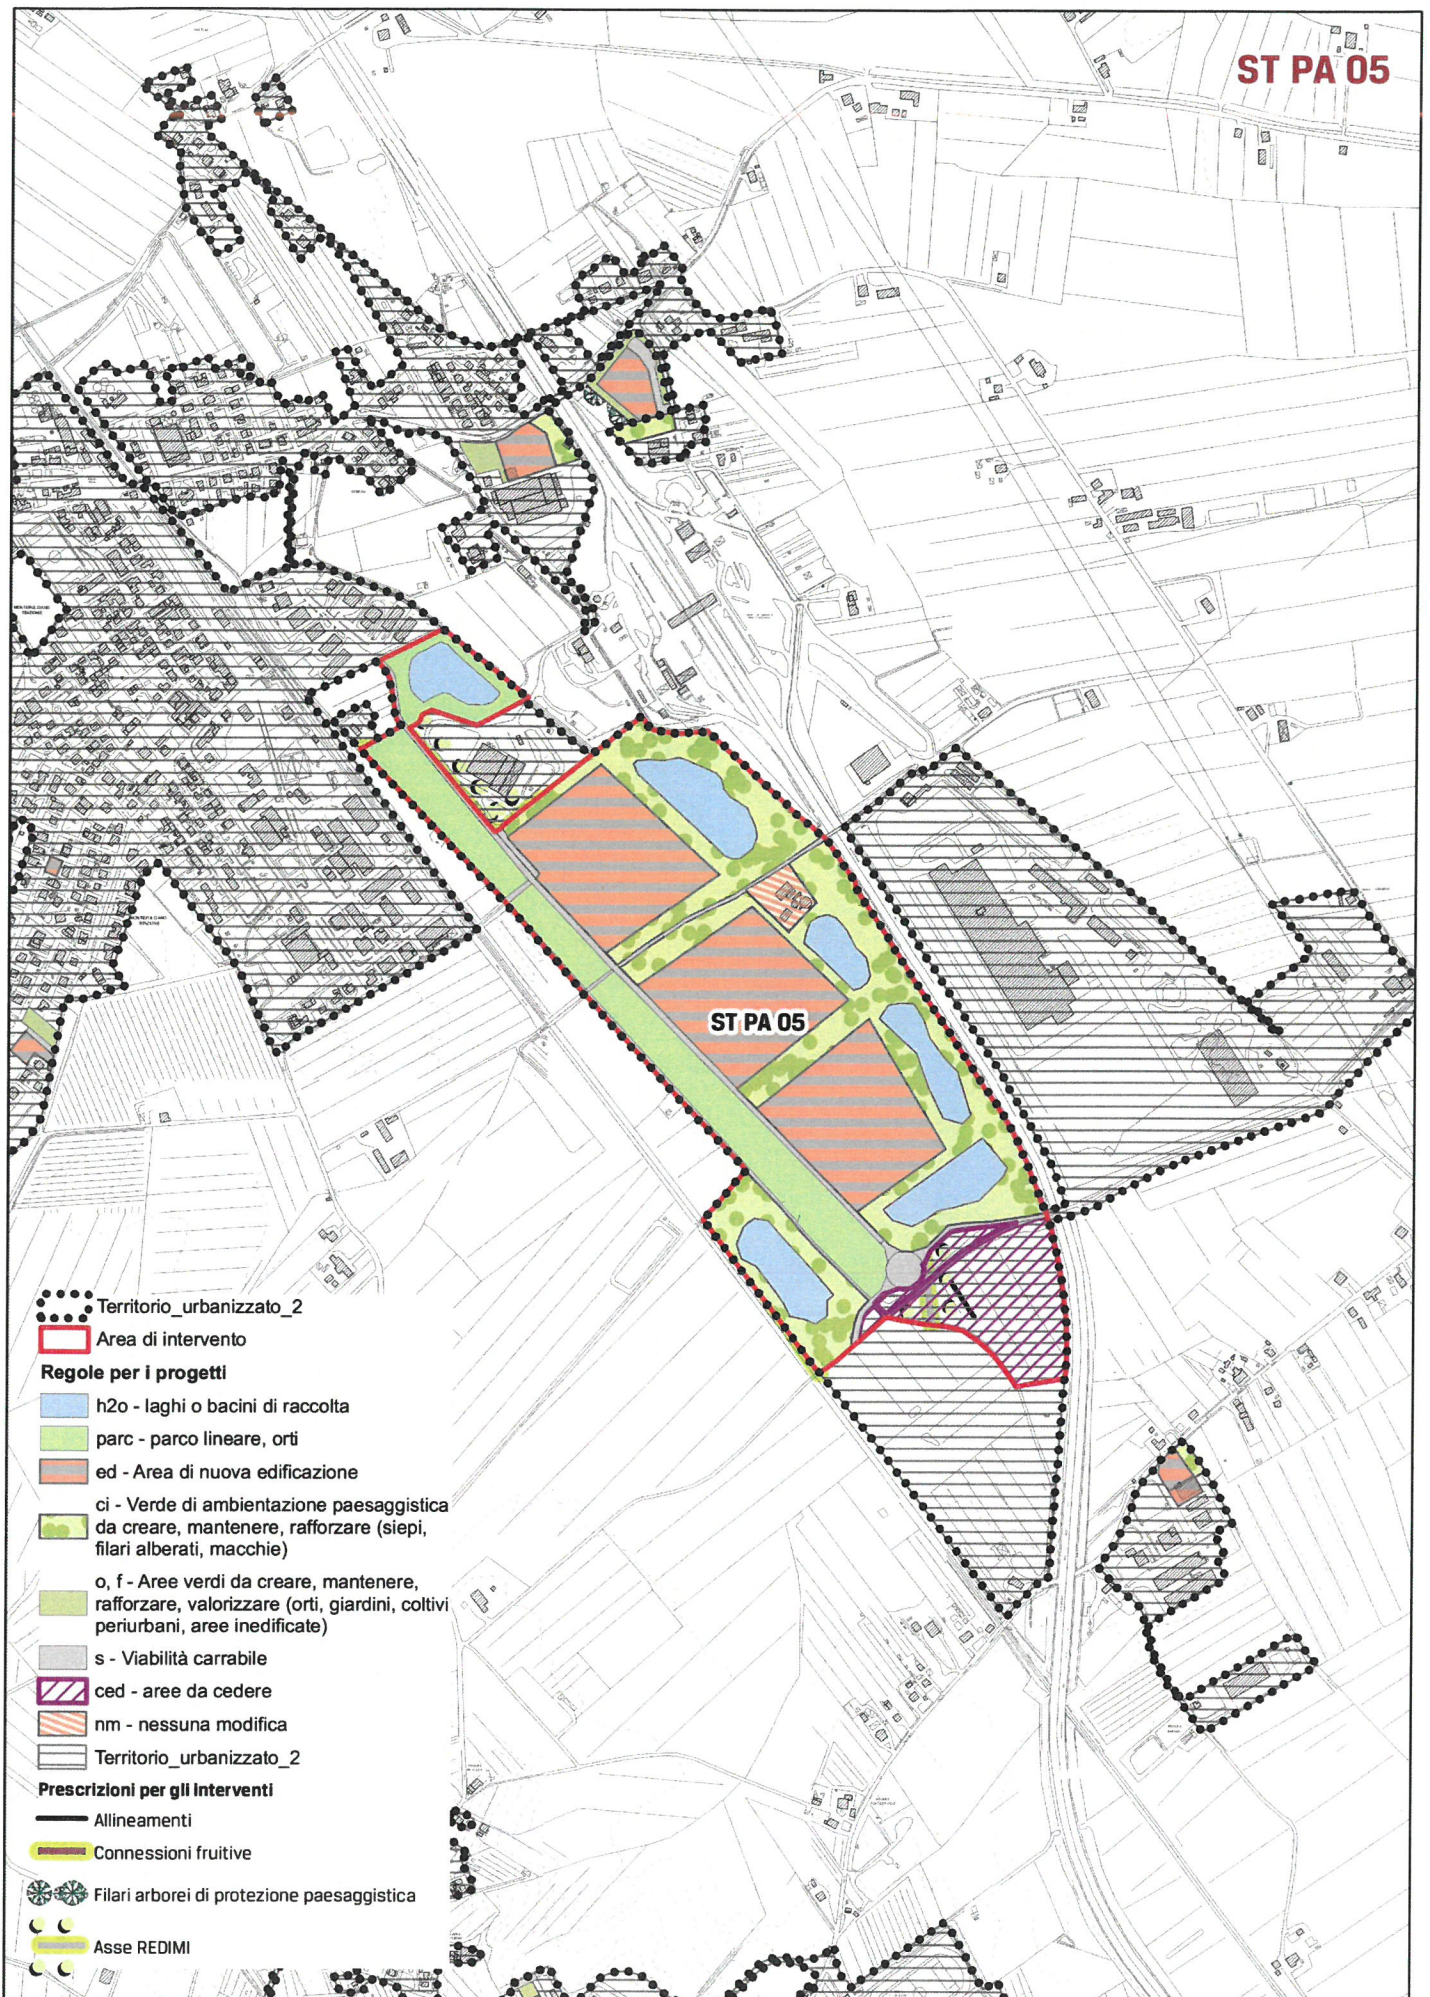 ST PA 05
ST PA 05
Territorio_urbanizzato_2
Area di intervento
Regole per i progetti
h2o - laghi o bacini di raccolta
parc - parco lineare, orti
ed - Area di nuova edificazione
ci - Verde di ambientazione paesaggistica
da creare, mantenere, rafforzare (siepi,
filari alberati, macchie)
o, f - Aree verdi da creare, mantenere,
rafforzare, valorizzare (orti, giardini, coltivi
periurbani, aree inedificate)
s - Viabilità carrabile
ced - aree da cedere
nm - nessuna modifica
Territorio_urbanizzato_2
Prescrizioni per gli interventi
Allineamenti
Connessioni fruitive
Filari arborei di protezione paesaggistica
Asse REDIMI